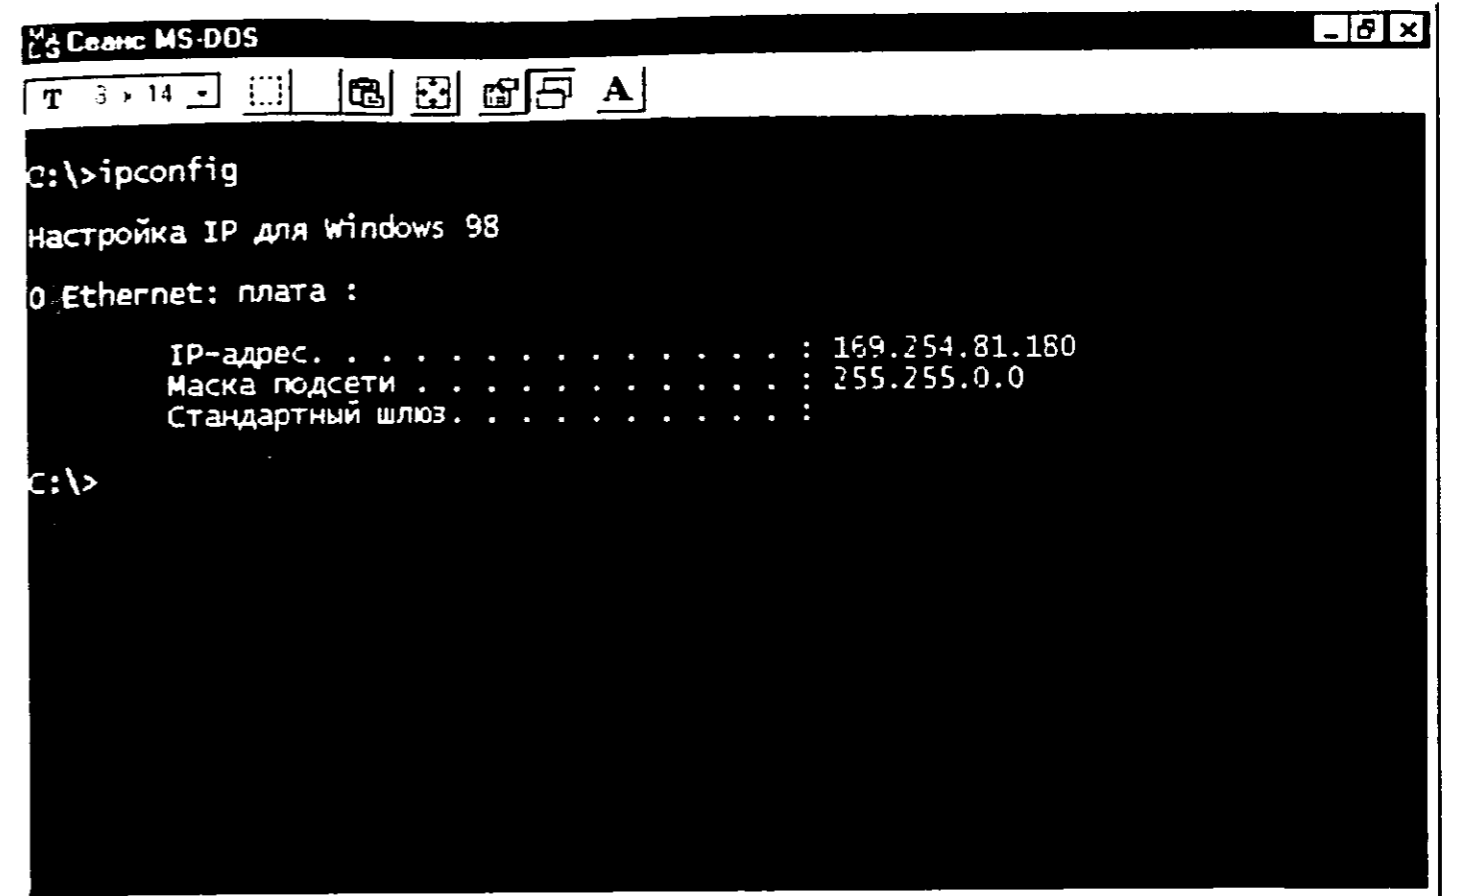 Сеанс MS-DOS
T 8 x 14
A
C:\>ipconfig
Настройка IP для Windows 98
0 Ethernet: плата :
IP-адрес. . . . . . . . . . . . . . : 169.254.81.180
Маска подсети . . . . . . . . . . . : 255.255.0.0
Стандартный шлюз. . . . . . . . . . :
C:\>